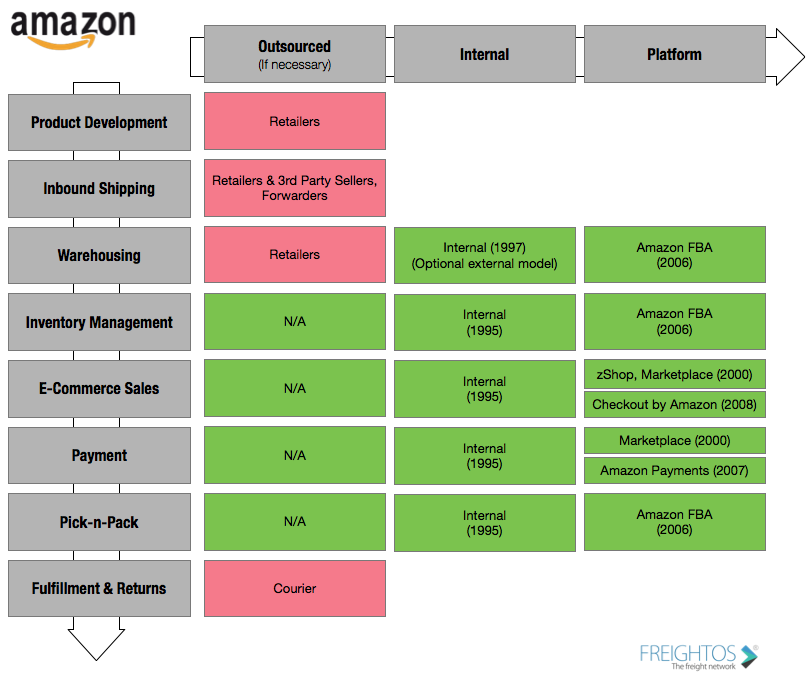 amazon
Outsourced
(If necessary)
Internal
Platform
Product Development
Retailers
Inbound Shipping
Retailers & 3rd Party Sellers,
Forwarders
Warehousing
Retailers
Internal (1997)
(Optional external model)
Amazon FBA
(2006)
Inventory Management
N/A
Internal
(1995)
Amazon FBA
(2006)
E-Commerce Sales
N/A
Internal
(1995)
zShop, Marketplace (2000)
Checkout by Amazon (2008)
Payment
N/A
Internal
(1995)
Marketplace (2000)
Amazon Payments (2007)
Pick-n-Pack
N/A
Internal
(1995)
Amazon FBA
(2006)
Fulfillment & Returns
Courier
FREIGHTOS
The freight network